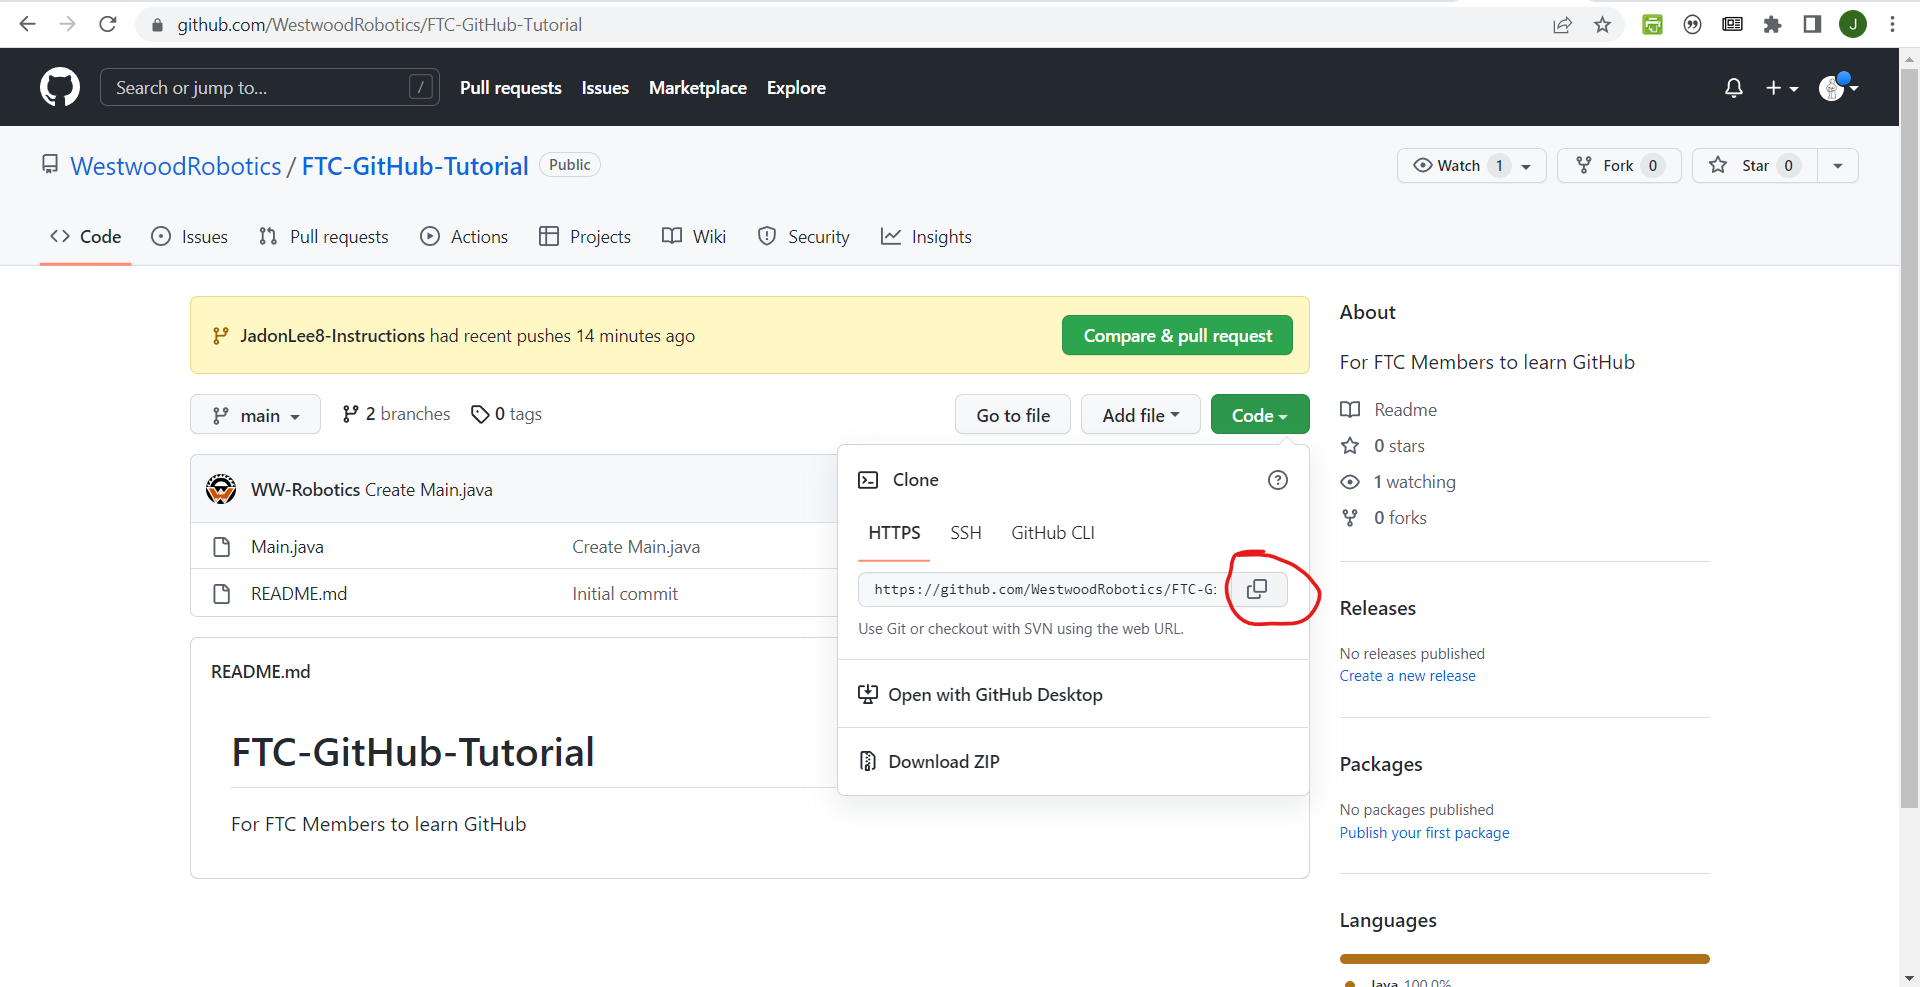 github.com/WestwoodRobotics/FTC-GitHub-Tutorial
J
Search or jump to... /
Pull requests Issues Marketplace Explore
WestwoodRobotics / FTC-GitHub-Tutorial Public
Watch 1 Fork 0 Star 0
Code Issues Pull requests Actions Projects Wiki Security Insights
JadonLee8-Instructions had recent pushes 14 minutes ago
Compare & pull request
main 2 branches 0 tags
Go to file Add file Code
WW-Robotics Create Main.java
Main.java Create Main.java
README.md Initial commit
Clone
HTTPS SSH GitHub CLI
https://github.com/WestwoodRobotics/FTC-Gi
Use Git or checkout with SVN using the web URL.
Open with GitHub Desktop
Download ZIP
README.md
FTC-GitHub-Tutorial
For FTC Members to learn GitHub
About
For FTC Members to learn GitHub
Readme
0 stars
1 watching
0 forks
Releases
No releases published
Create a new release
Packages
No packages published
Publish your first package
Languages
Java 100.0%